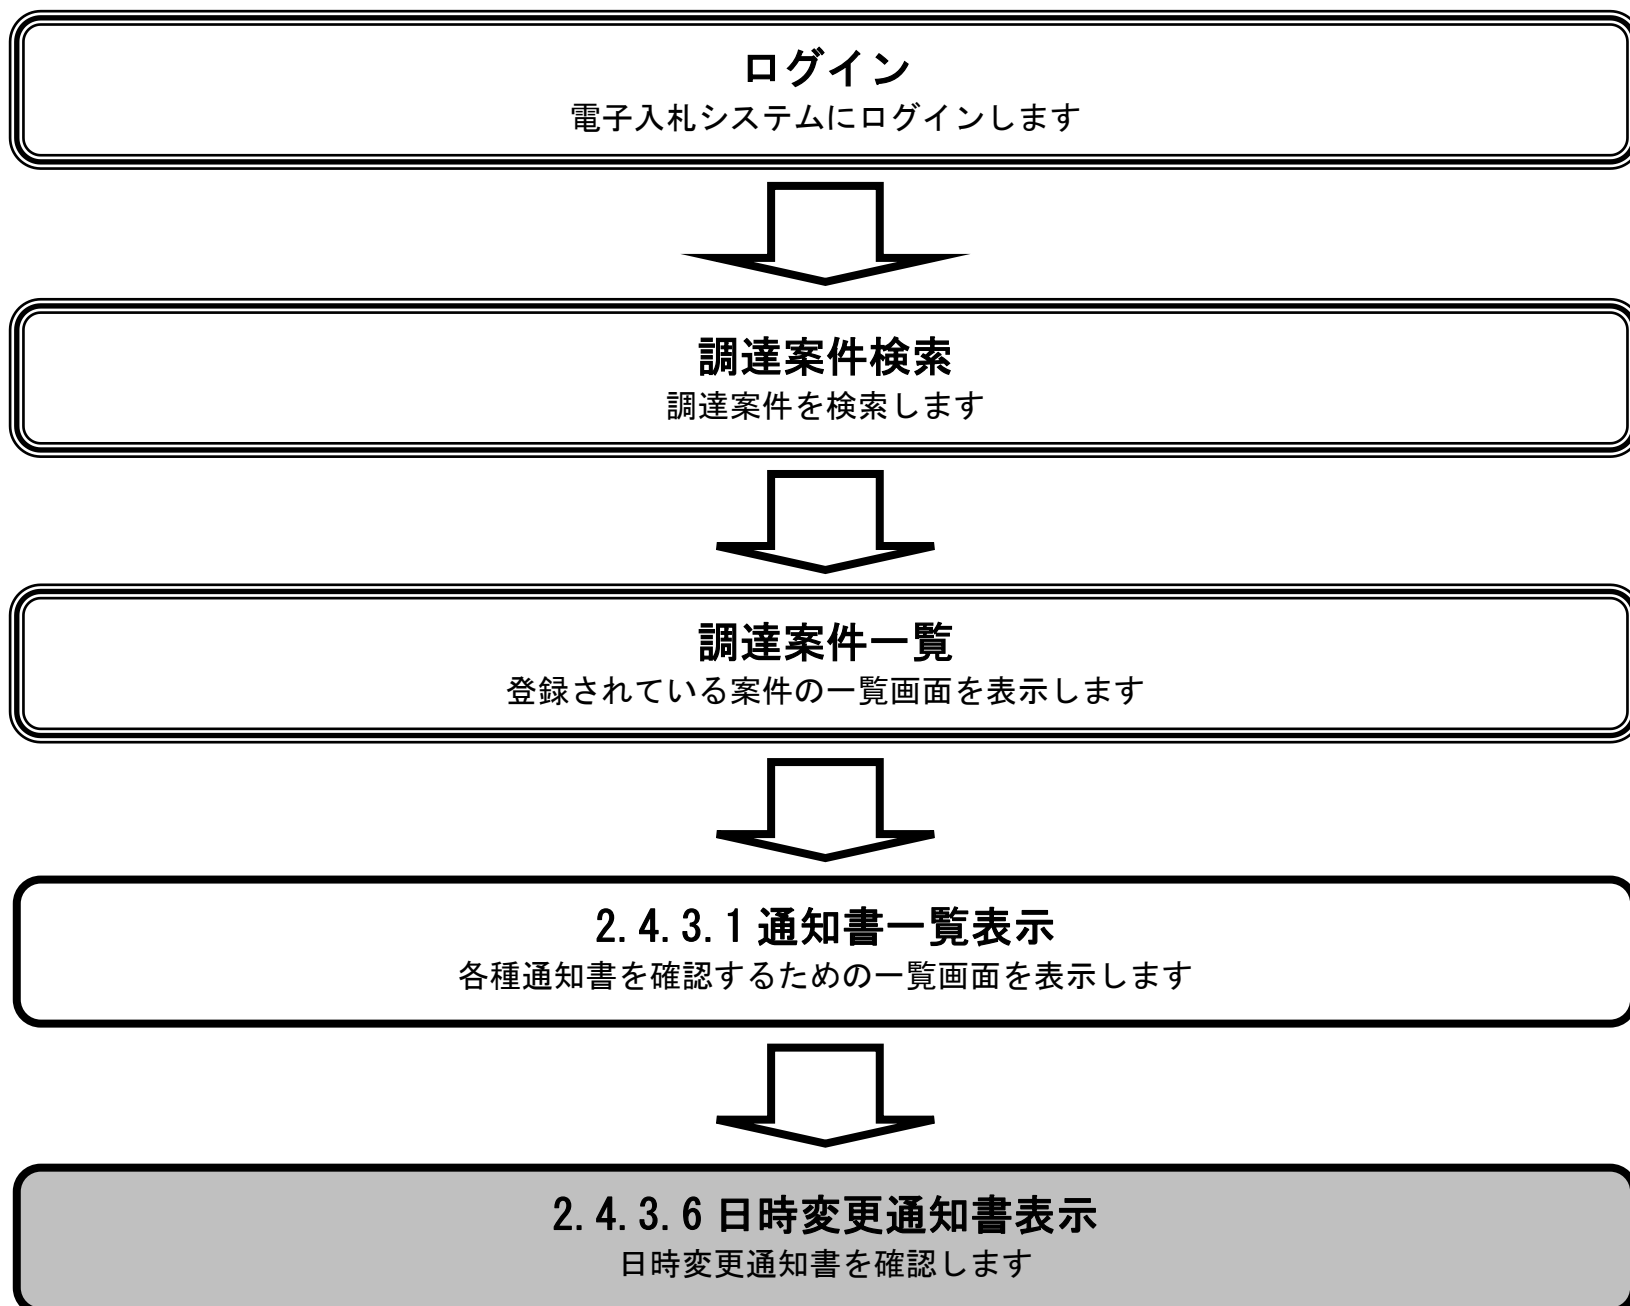 ログイン
電子入札システムにログインします
調達案件検索
調達案件を検索します
調達案件一覧
登録されている案件の一覧画面を表示します
2.4.3.1通知書一覧表示
各種通知書を確認するための一覧画面を表示します
2.4.3.6日時変更通知書表示
日時変更通知書を確認します